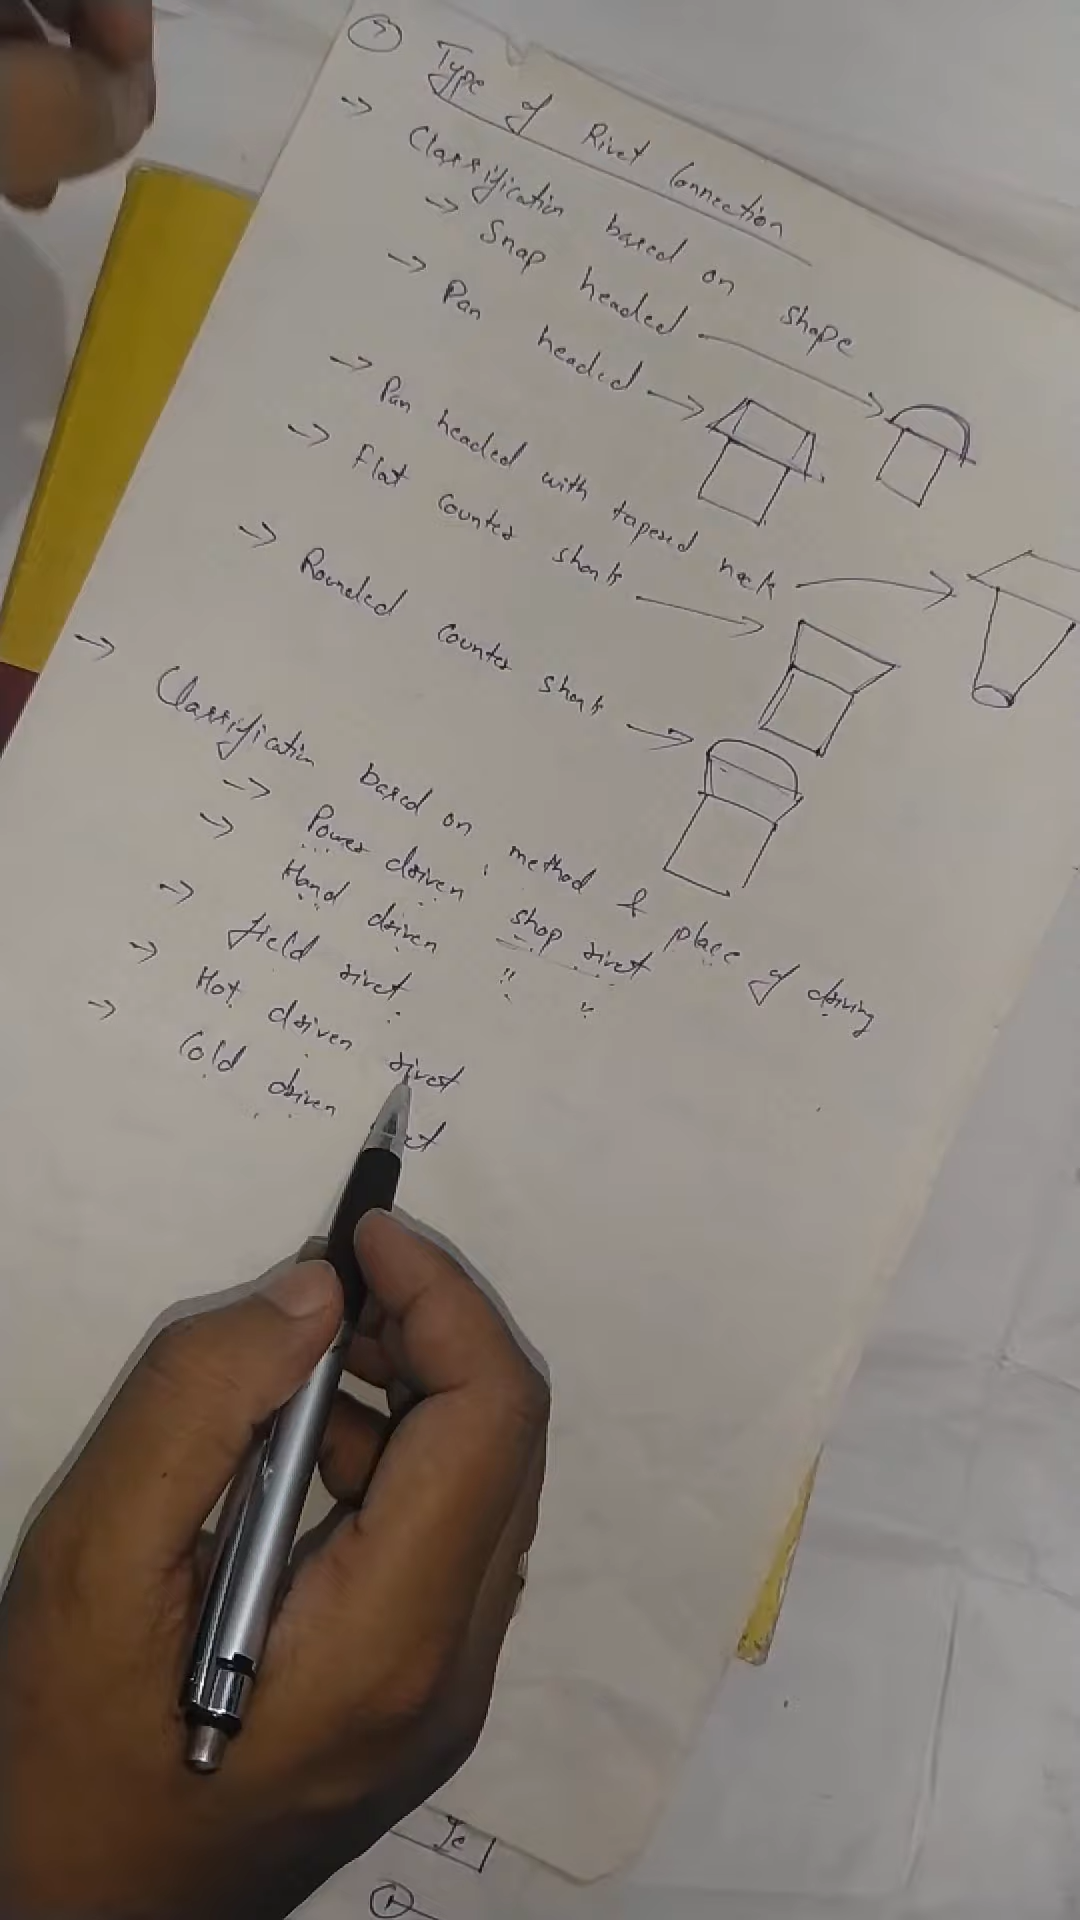 7 Type of Rivet Connection
→ Classification based on shape
→ Snap headed →
→ Pan headed →
→ Pan headed with tapered neck →
→ Flat counter shank →
→ Rounded counter shank →
→ Classification based on method & place of driving
→ Power driven shop rivet
→ Hand driven " "
→ field rivet
→ Hot driven rivet
→ Cold driven